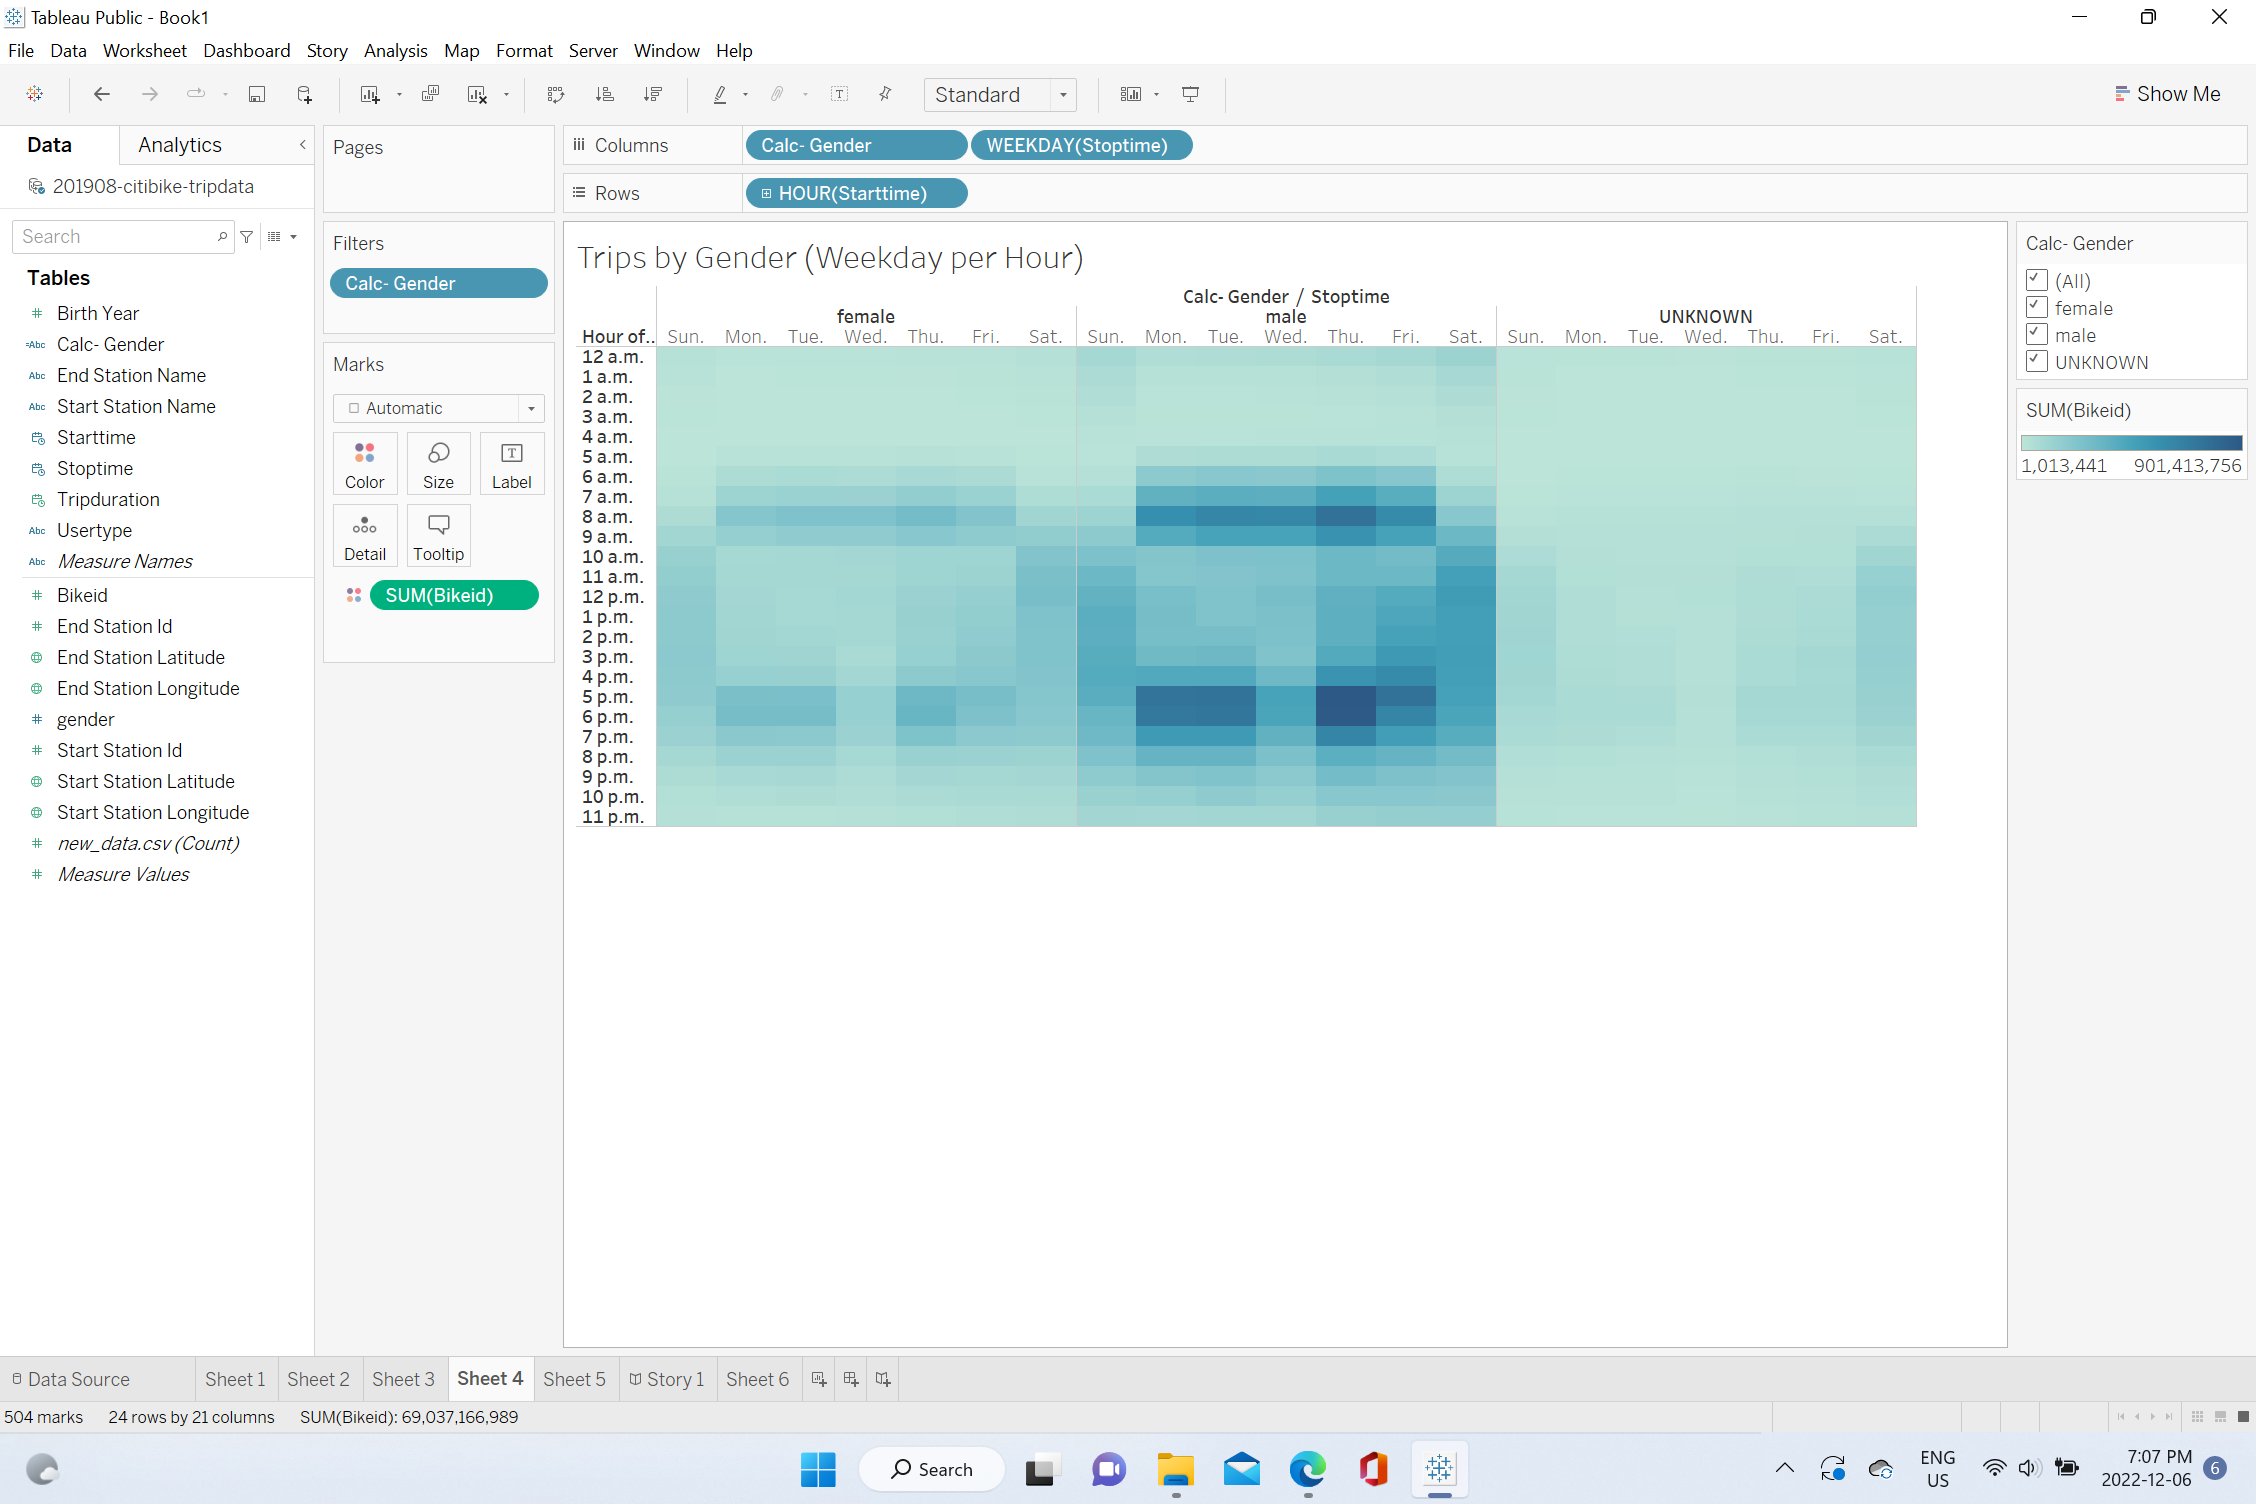 Tableau Public - Book1
File Data Worksheet Dashboard Story Analysis Map Format Server Window Help
Standard
Show Me
Data Analytics
201908-citibike-tripdata
Search
Tables
# Birth Year
=Abc Calc- Gender
Abc End Station Name
Abc Start Station Name
Starttime
Stoptime
Tripduration
Abc Usertype
Abc Measure Names
# Bikeid
# End Station Id
End Station Latitude
End Station Longitude
# gender
# Start Station Id
Start Station Latitude
Start Station Longitude
# new_data.csv (Count)
# Measure Values
Pages
Filters
Calc- Gender
Marks
Automatic
Color Size Label
Detail Tooltip
SUM(Bikeid)
Columns Calc- Gender WEEKDAY(Stoptime)
Rows HOUR(Starttime)
Trips by Gender (Weekday per Hour)
Calc- Gender / Stoptime
female male UNKNOWN
Hour of.. Sun. Mon. Tue. Wed. Thu. Fri. Sat. Sun. Mon. Tue. Wed. Thu. Fri. Sat. Sun. Mon. Tue. Wed. Thu. Fri. Sat.
12 a.m.
1 a.m.
2 a.m.
3 a.m.
4 a.m.
5 a.m.
6 a.m.
7 a.m.
8 a.m.
9 a.m.
10 a.m.
11 a.m.
12 p.m.
1 p.m.
2 p.m.
3 p.m.
4 p.m.
5 p.m.
6 p.m.
7 p.m.
8 p.m.
9 p.m.
10 p.m.
11 p.m.
Calc- Gender
(All)
female
male
UNKNOWN
SUM(Bikeid)
1,013,441 901,413,756
Data Source Sheet 1 Sheet 2 Sheet 3 Sheet 4 Sheet 5 Story 1 Sheet 6
504 marks 24 rows by 21 columns SUM(Bikeid): 69,037,166,989
Search
ENG
US
7:07 PM
2022-12-06
6